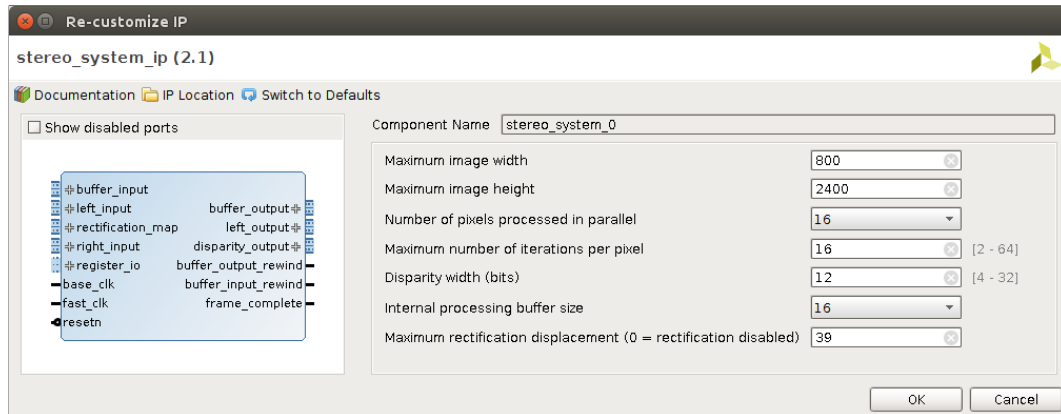 Re-customize IP
stereo_system_ip (2.1)
Documentation IP Location Switch to Defaults
Show disabled ports
buffer_input
left_input
rectification_map
right_input
register_io
base_clk
fast_clk
resetn
buffer_output
left_output
disparity_output
buffer_output_rewind
buffer_input_rewind
frame_complete
Component Name stereo_system_0
Maximum image width 800
Maximum image height 2400
Number of pixels processed in parallel 16
Maximum number of iterations per pixel 16 [2 - 64]
Disparity width (bits) 12 [4 - 32]
Internal processing buffer size 16
Maximum rectification displacement (0 = rectification disabled) 39
OK Cancel